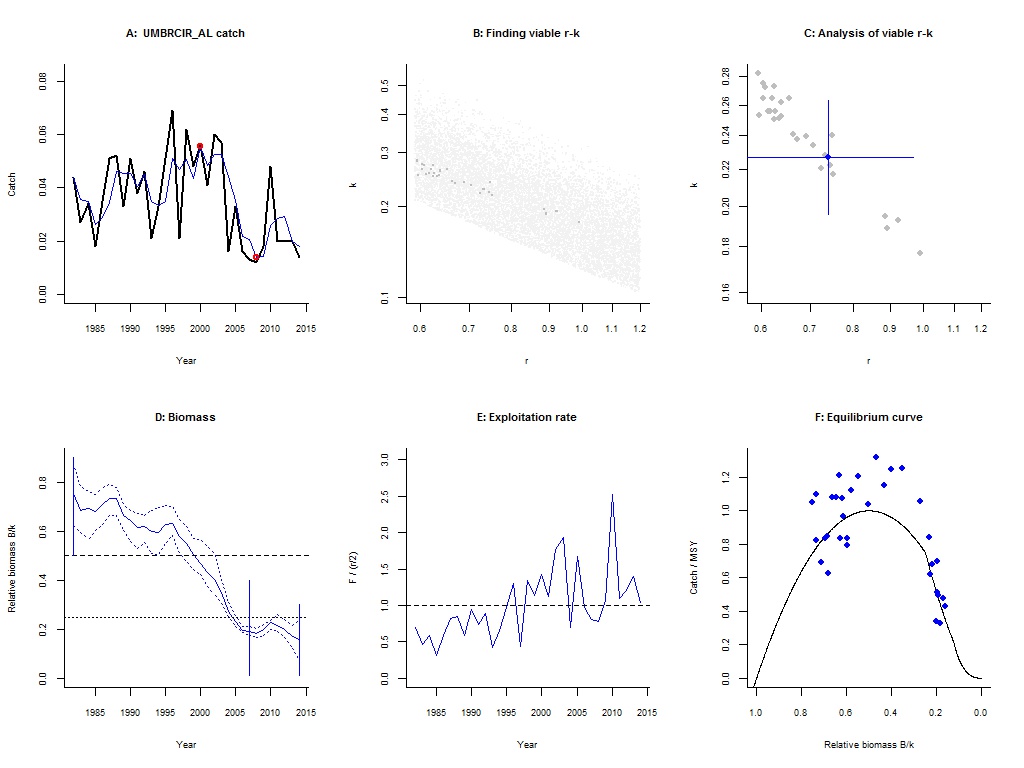 A: UMBRCIR_AL catch
Catch
0.00 0.02 0.04 0.06 0.08
1985 1990 1995 2000 2005 2010 2015
Year
B: Finding viable r-k
k
0.1 0.2 0.3 0.4 0.5
0.6 0.7 0.8 0.9 1.0 1.1 1.2
r
C: Analysis of viable r-k
k
0.16 0.18 0.20 0.22 0.24 0.26 0.28
0.6 0.7 0.8 0.9 1.0 1.1 1.2
r
D: Biomass
Relative biomass B/k
0.0 0.2 0.4 0.6 0.8
1985 1990 1995 2000 2005 2010 2015
Year
E: Exploitation rate
F / (r/2)
0.0 0.5 1.0 1.5 2.0 2.5 3.0
1985 1990 1995 2000 2005 2010 2015
Year
F: Equilibrium curve
Catch / MSY
0.0 0.2 0.4 0.6 0.8 1.0 1.2
1.0 0.8 0.6 0.4 0.2 0.0
Relative biomass B/k